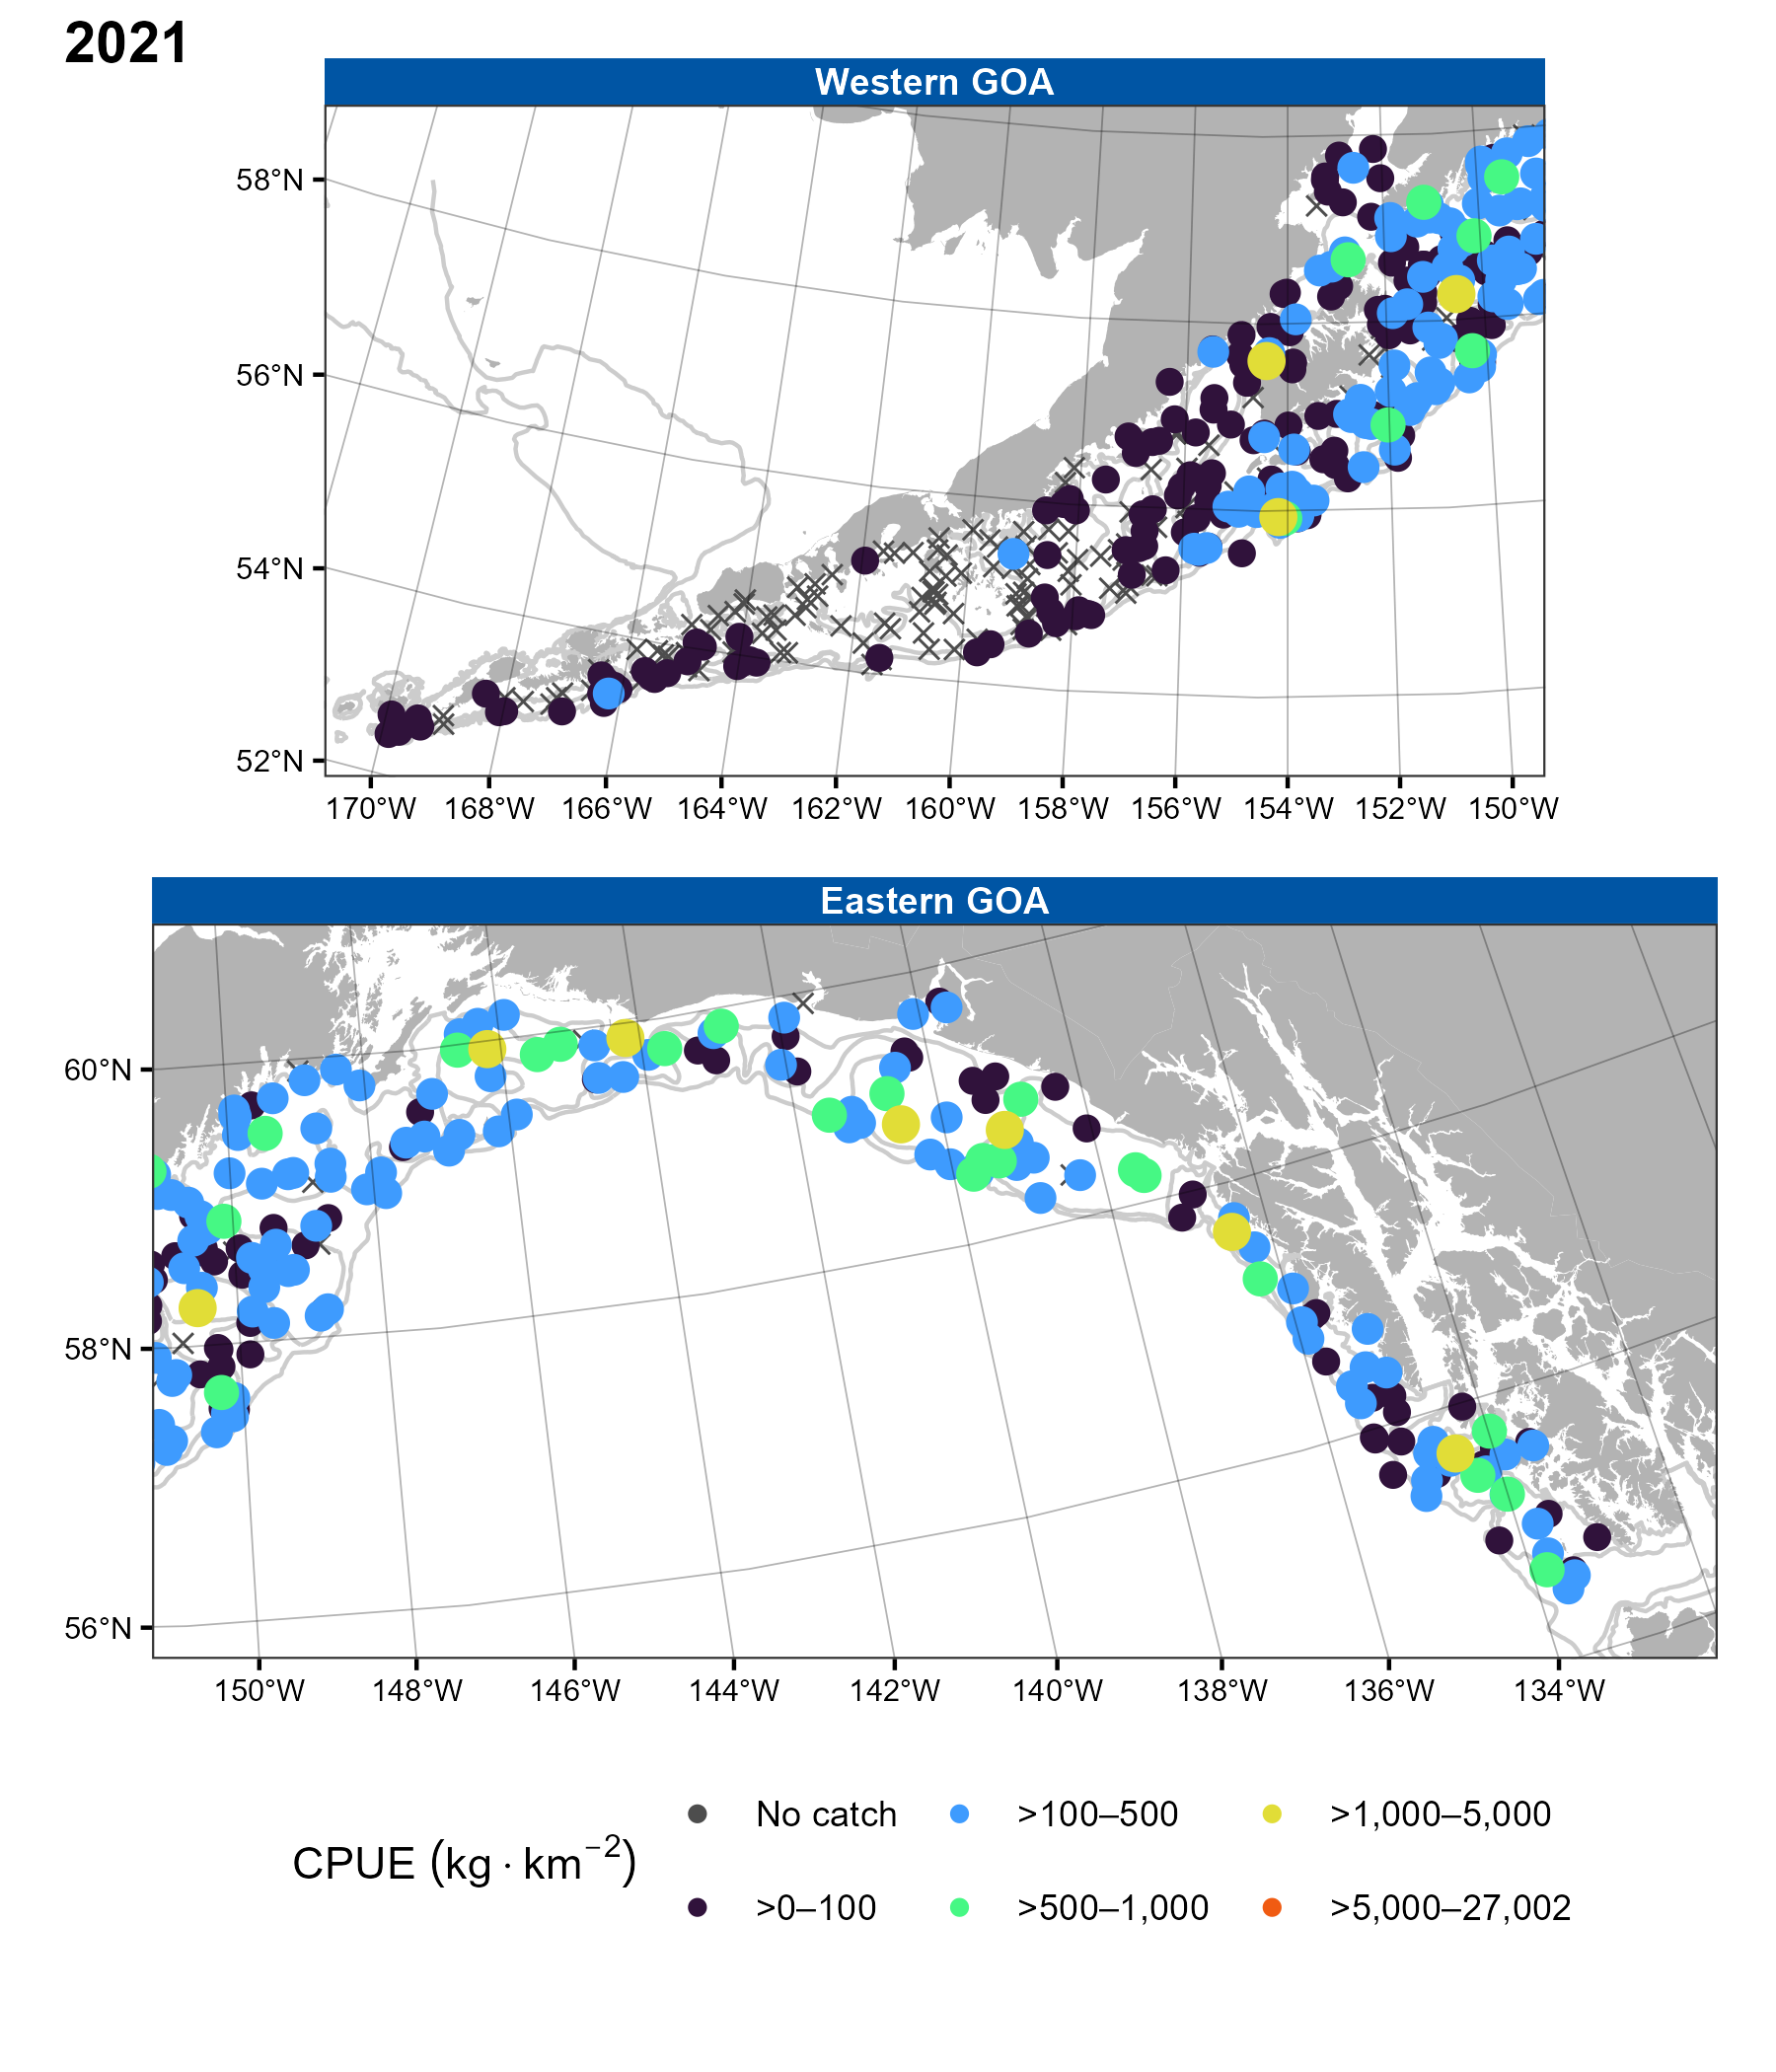 2021
Western GOA
58°N
56°N
54°N
52°N
170°W 168°W 166°W 164°W 162°W 160°W 158°W 156°W 154°W 152°W 150°W
Eastern GOA
60°N
58°N
56°N
150°W 148°W 146°W 144°W 142°W 140°W 138°W 136°W 134°W
CPUE (kg · km⁻²)
No catch >100–500 >1,000–5,000
>0–100 >500–1,000 >5,000–27,002